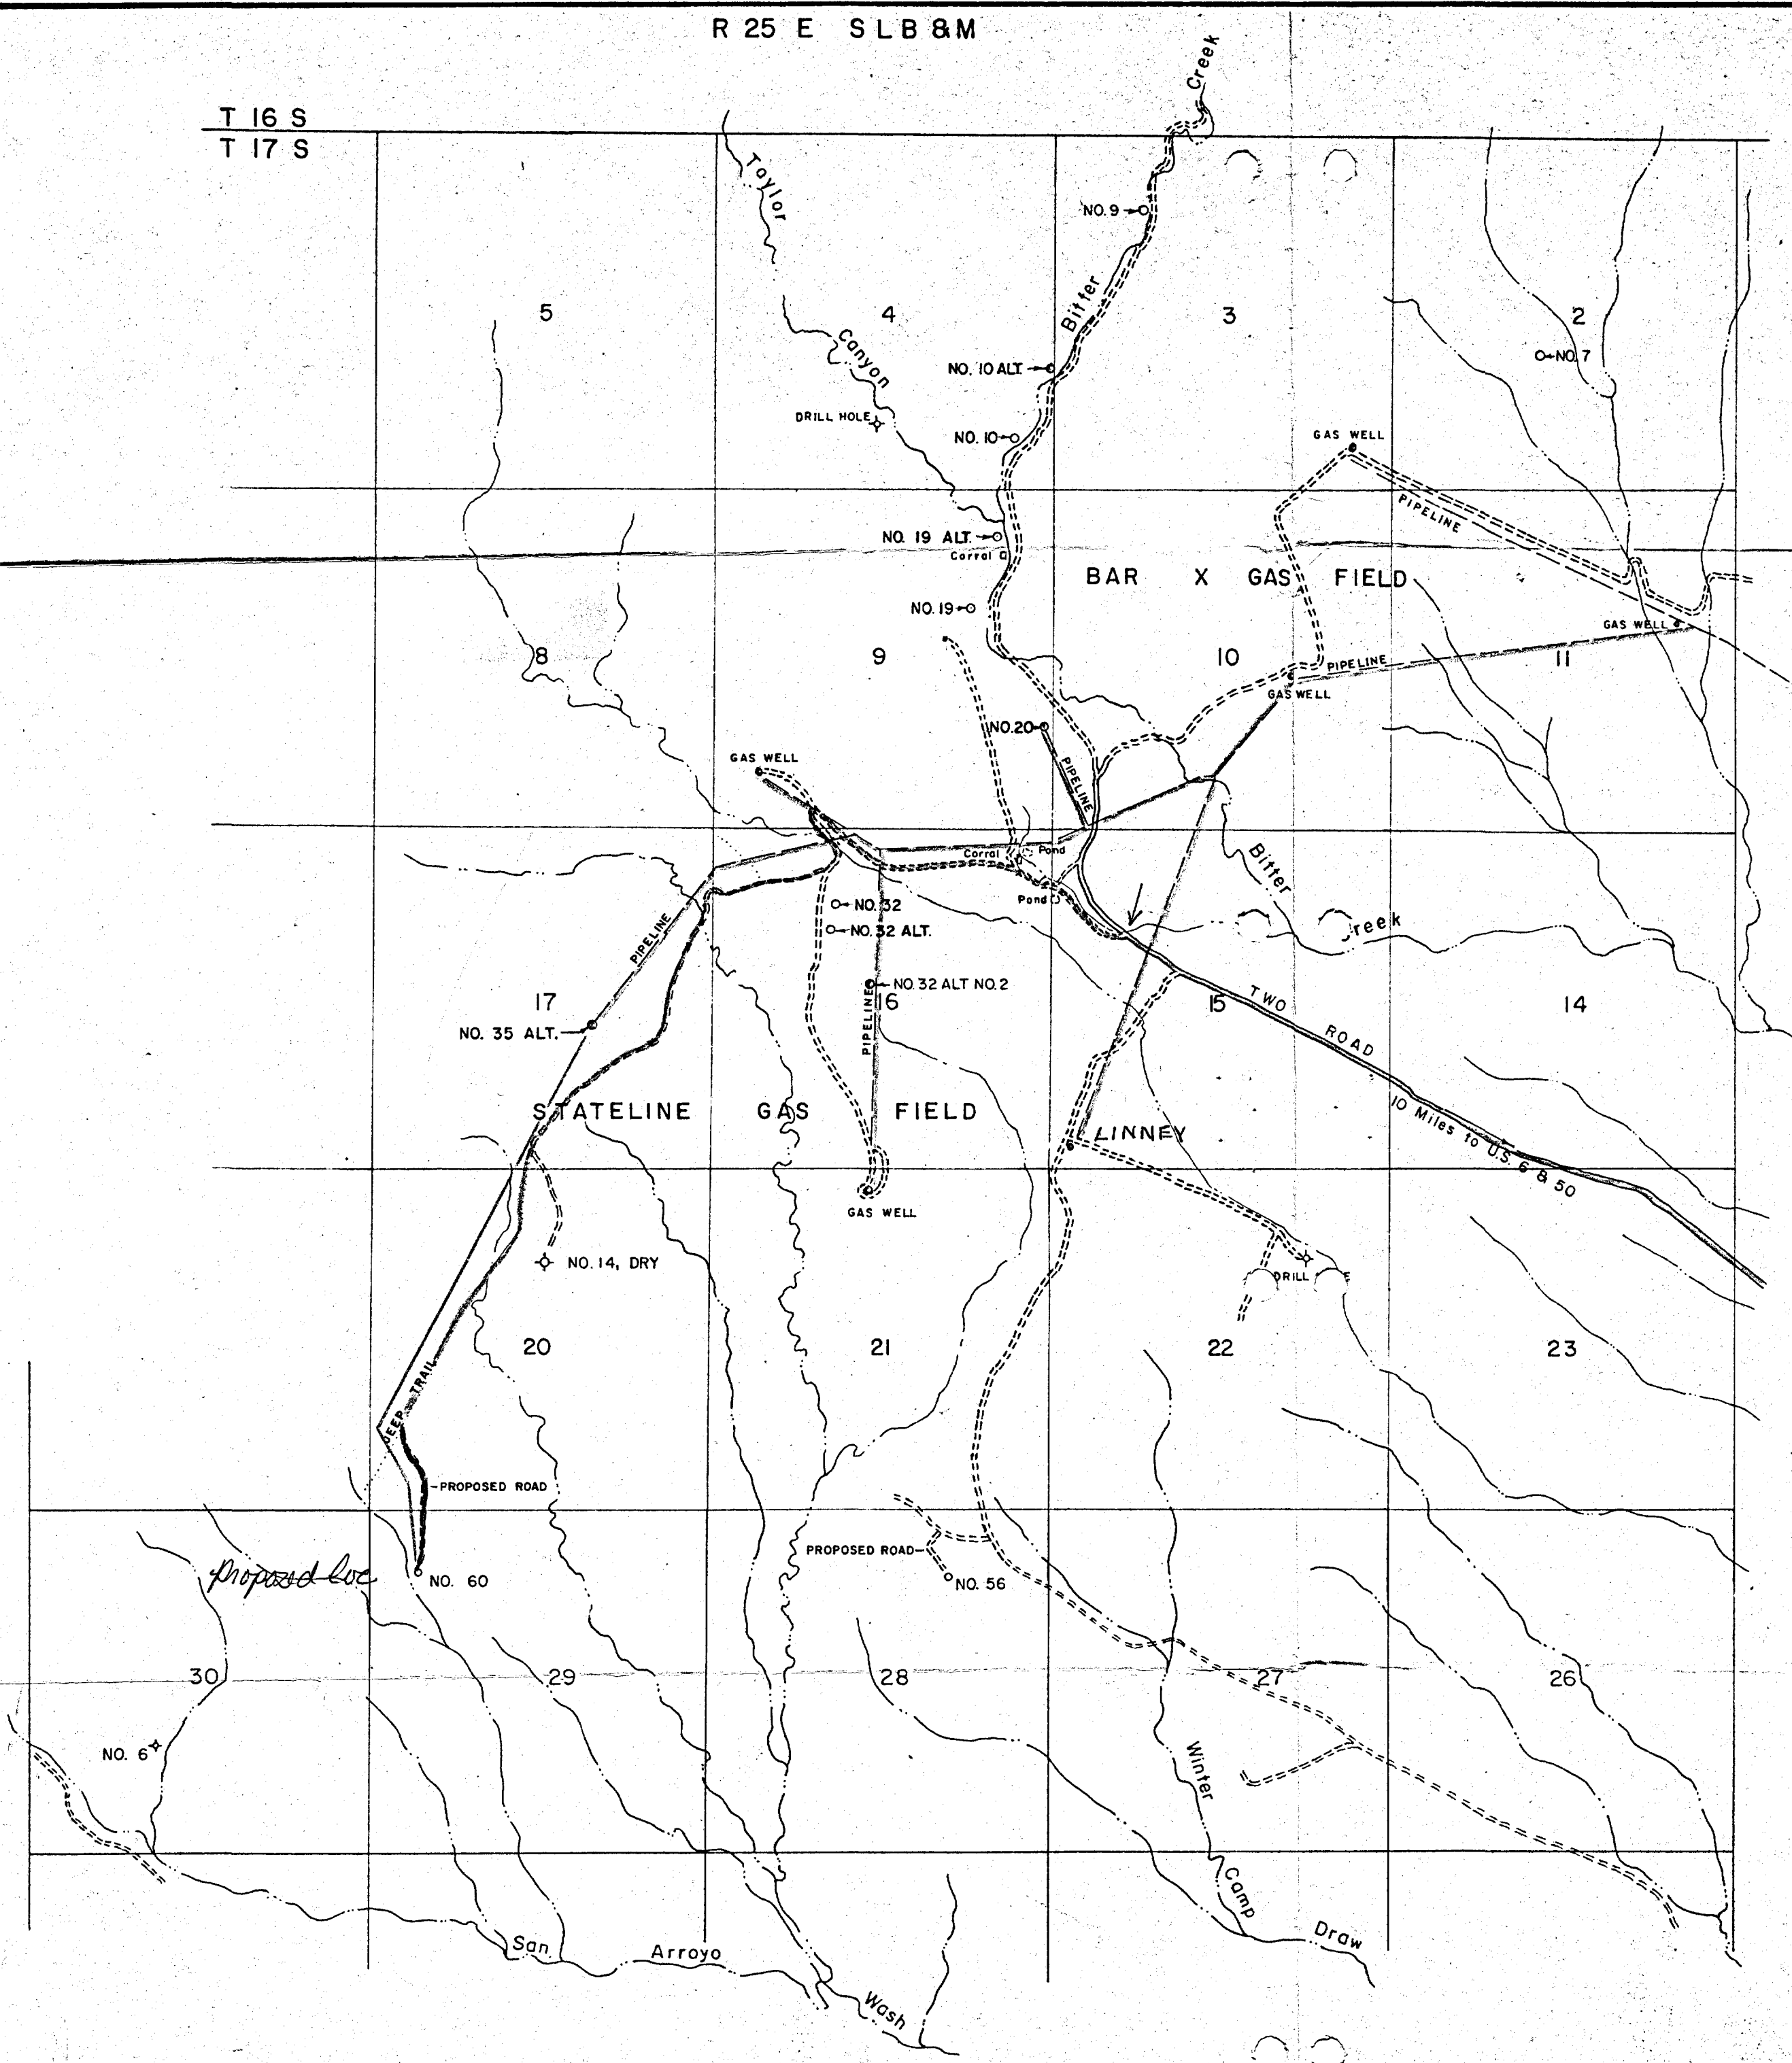 R 25 E SLB&M
T 16 S
T 17 S
Creek
Taylor
NO. 9
Bitter
5
4
3
2
Canyon
NO. 7
NO. 10 ALT.
DRILL HOLE
NO. 10
GAS WELL
PIPELINE
NO. 19 ALT.
Corral
BAR X GAS FIELD
NO. 19
GAS WELL
8
9
10
PIPELINE
11
GAS WELL
NO. 20
GAS WELL
PIPELINE
Corral
Pond
Bitter
Pond
NO. 32
Creek
PIPELINE
NO. 32 ALT.
NO. 32 ALT NO. 2
17
16
15
TWO
14
NO. 35 ALT.
PIPELINE
ROAD
STATELINE GAS FIELD
10 Miles to U.S. 6 & 50
LINNEY
GAS WELL
NO. 14, DRY
DRILL
20
21
22
23
JEEP TRAIL
PROPOSED ROAD
PROPOSED ROAD
Proposed Loc
NO. 60
NO. 56
30
29
28
27
26
NO. 6
Winter
Camp
Draw
San Arroyo
Wash